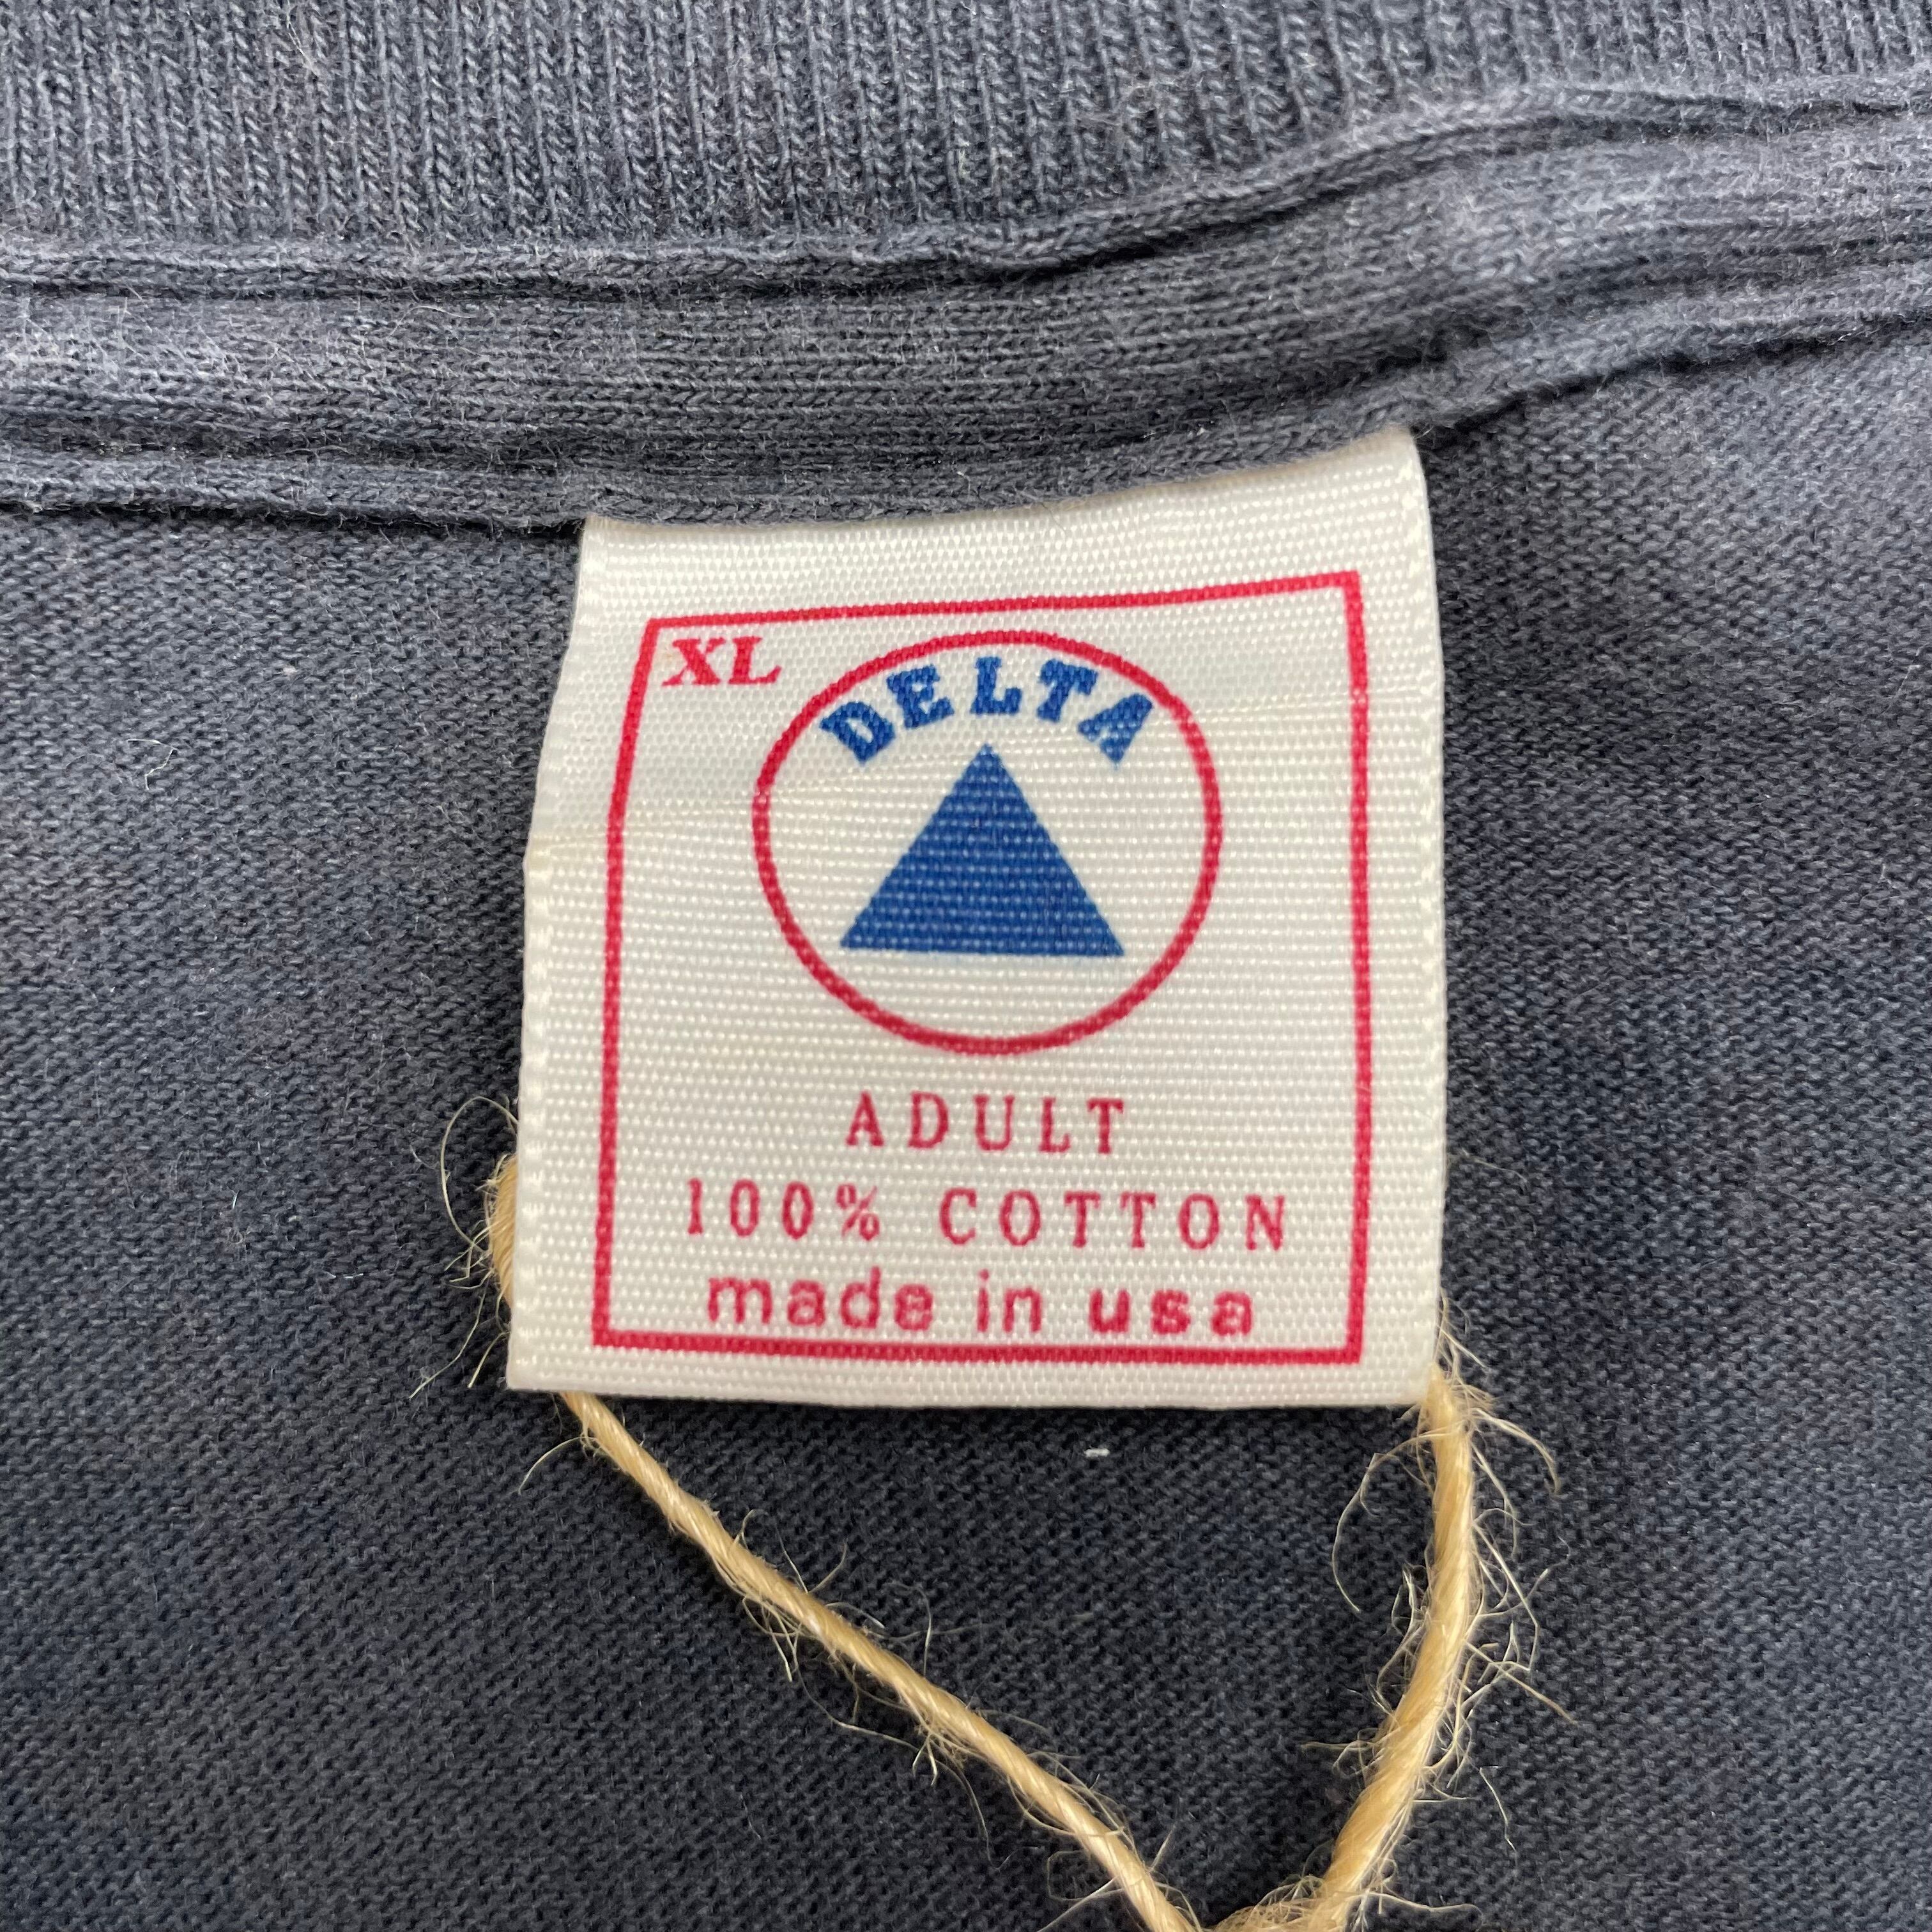 XL
DELTA
ADULT
100% COTTON
made in usa